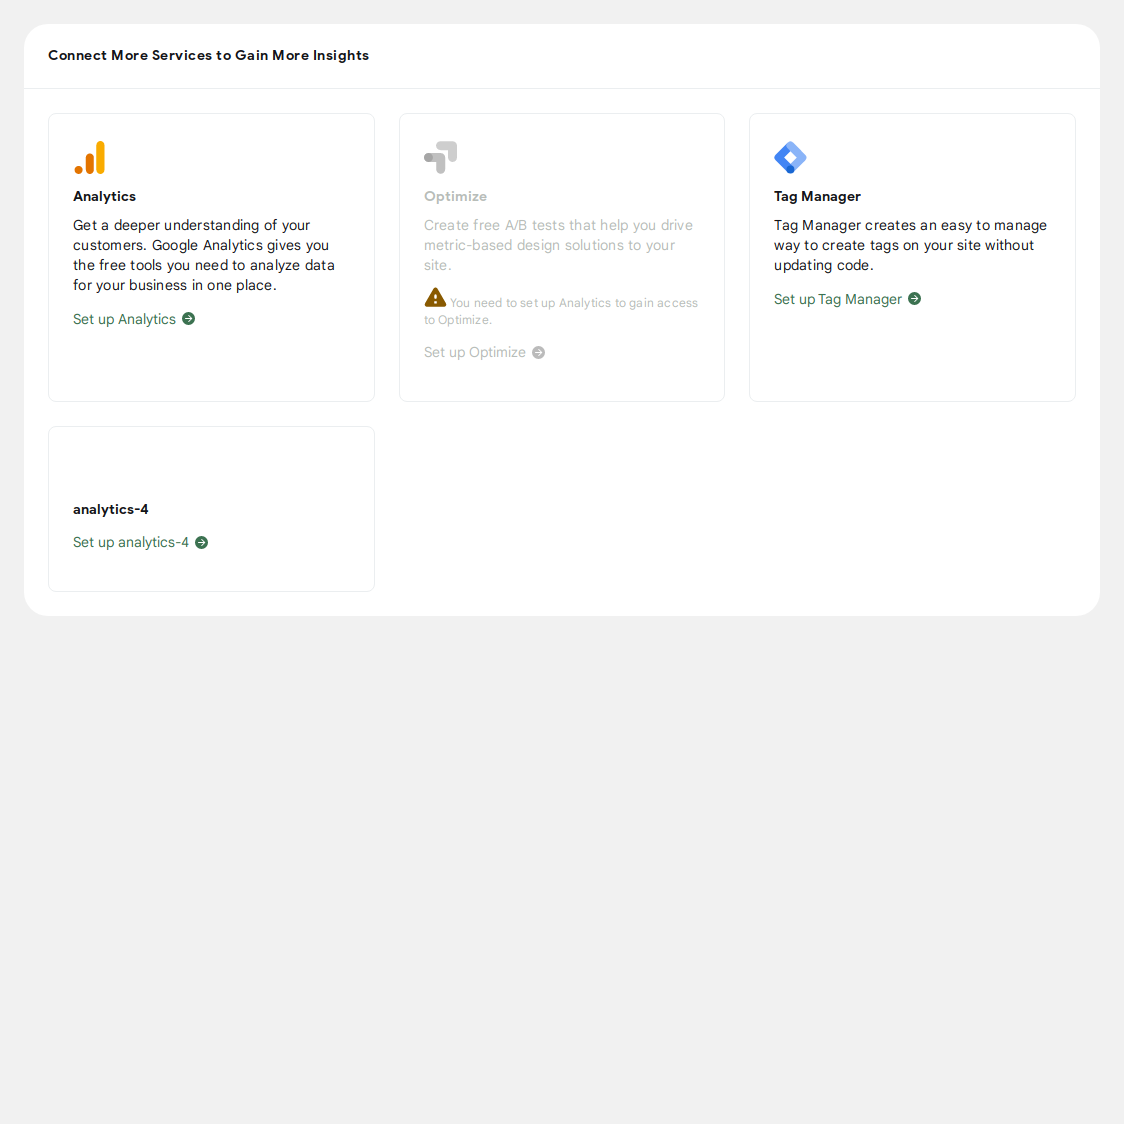 Connect More Services to Gain More Insights
Analytics
Get a deeper understanding of your
customers. Google Analytics gives you
the free tools you need to analyze data
for your business in one place.
Set up Analytics
Optimize
Create free A/B tests that help you drive
metric-based design solutions to your
site.
You need to set up Analytics to gain access
to Optimize.
Set up Optimize
Tag Manager
Tag Manager creates an easy to manage
way to create tags on your site without
updating code.
Set up Tag Manager
analytics-4
Set up analytics-4